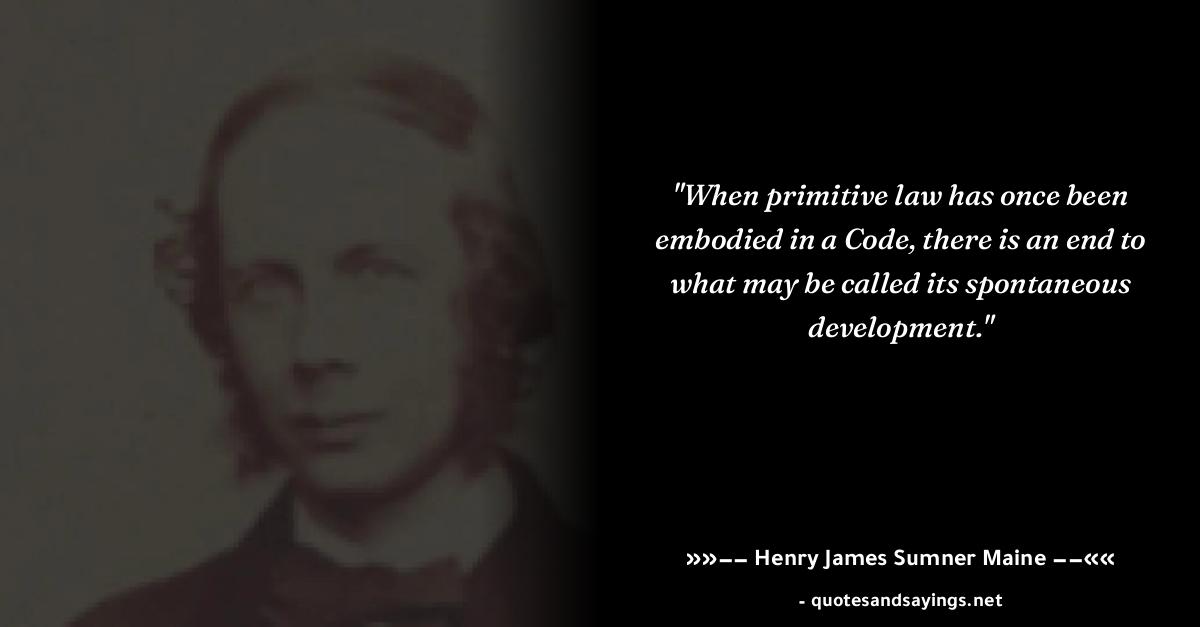 "When primitive law has once been
embodied in a Code, there is an end to
what may be called its spontaneous
development."
»»−− Henry James Sumner Maine −−««
- quotesandsayings.net